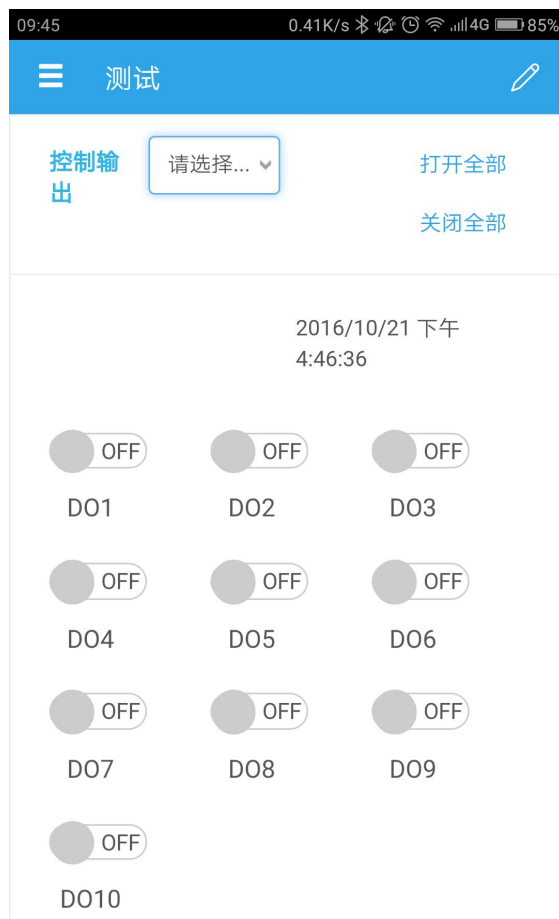 09:45 0.41K/s 4G 85%
测试
控制输
出
请选择...
打开全部
关闭全部
2016/10/21 下午
4:46:36
OFF OFF OFF
DO1 DO2 DO3
OFF OFF OFF
DO4 DO5 DO6
OFF OFF OFF
DO7 DO8 DO9
OFF
DO10